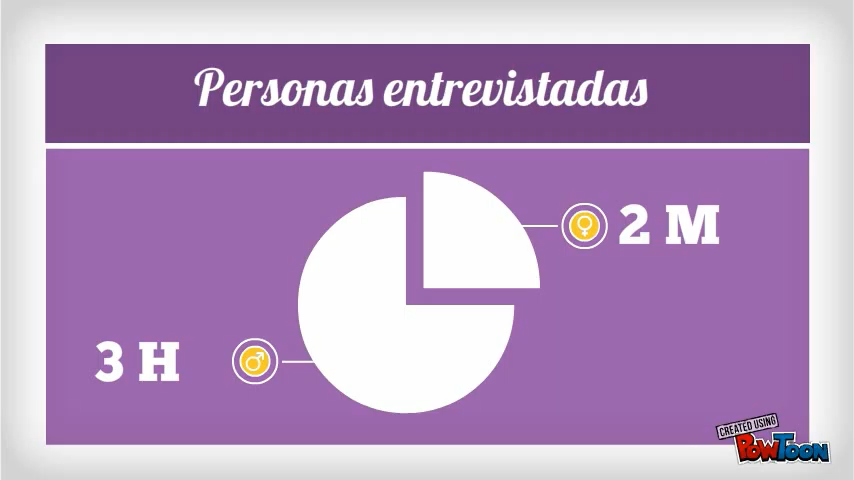 Personas entrevistadas
2 M
3 H
CREATED USING
PowToon